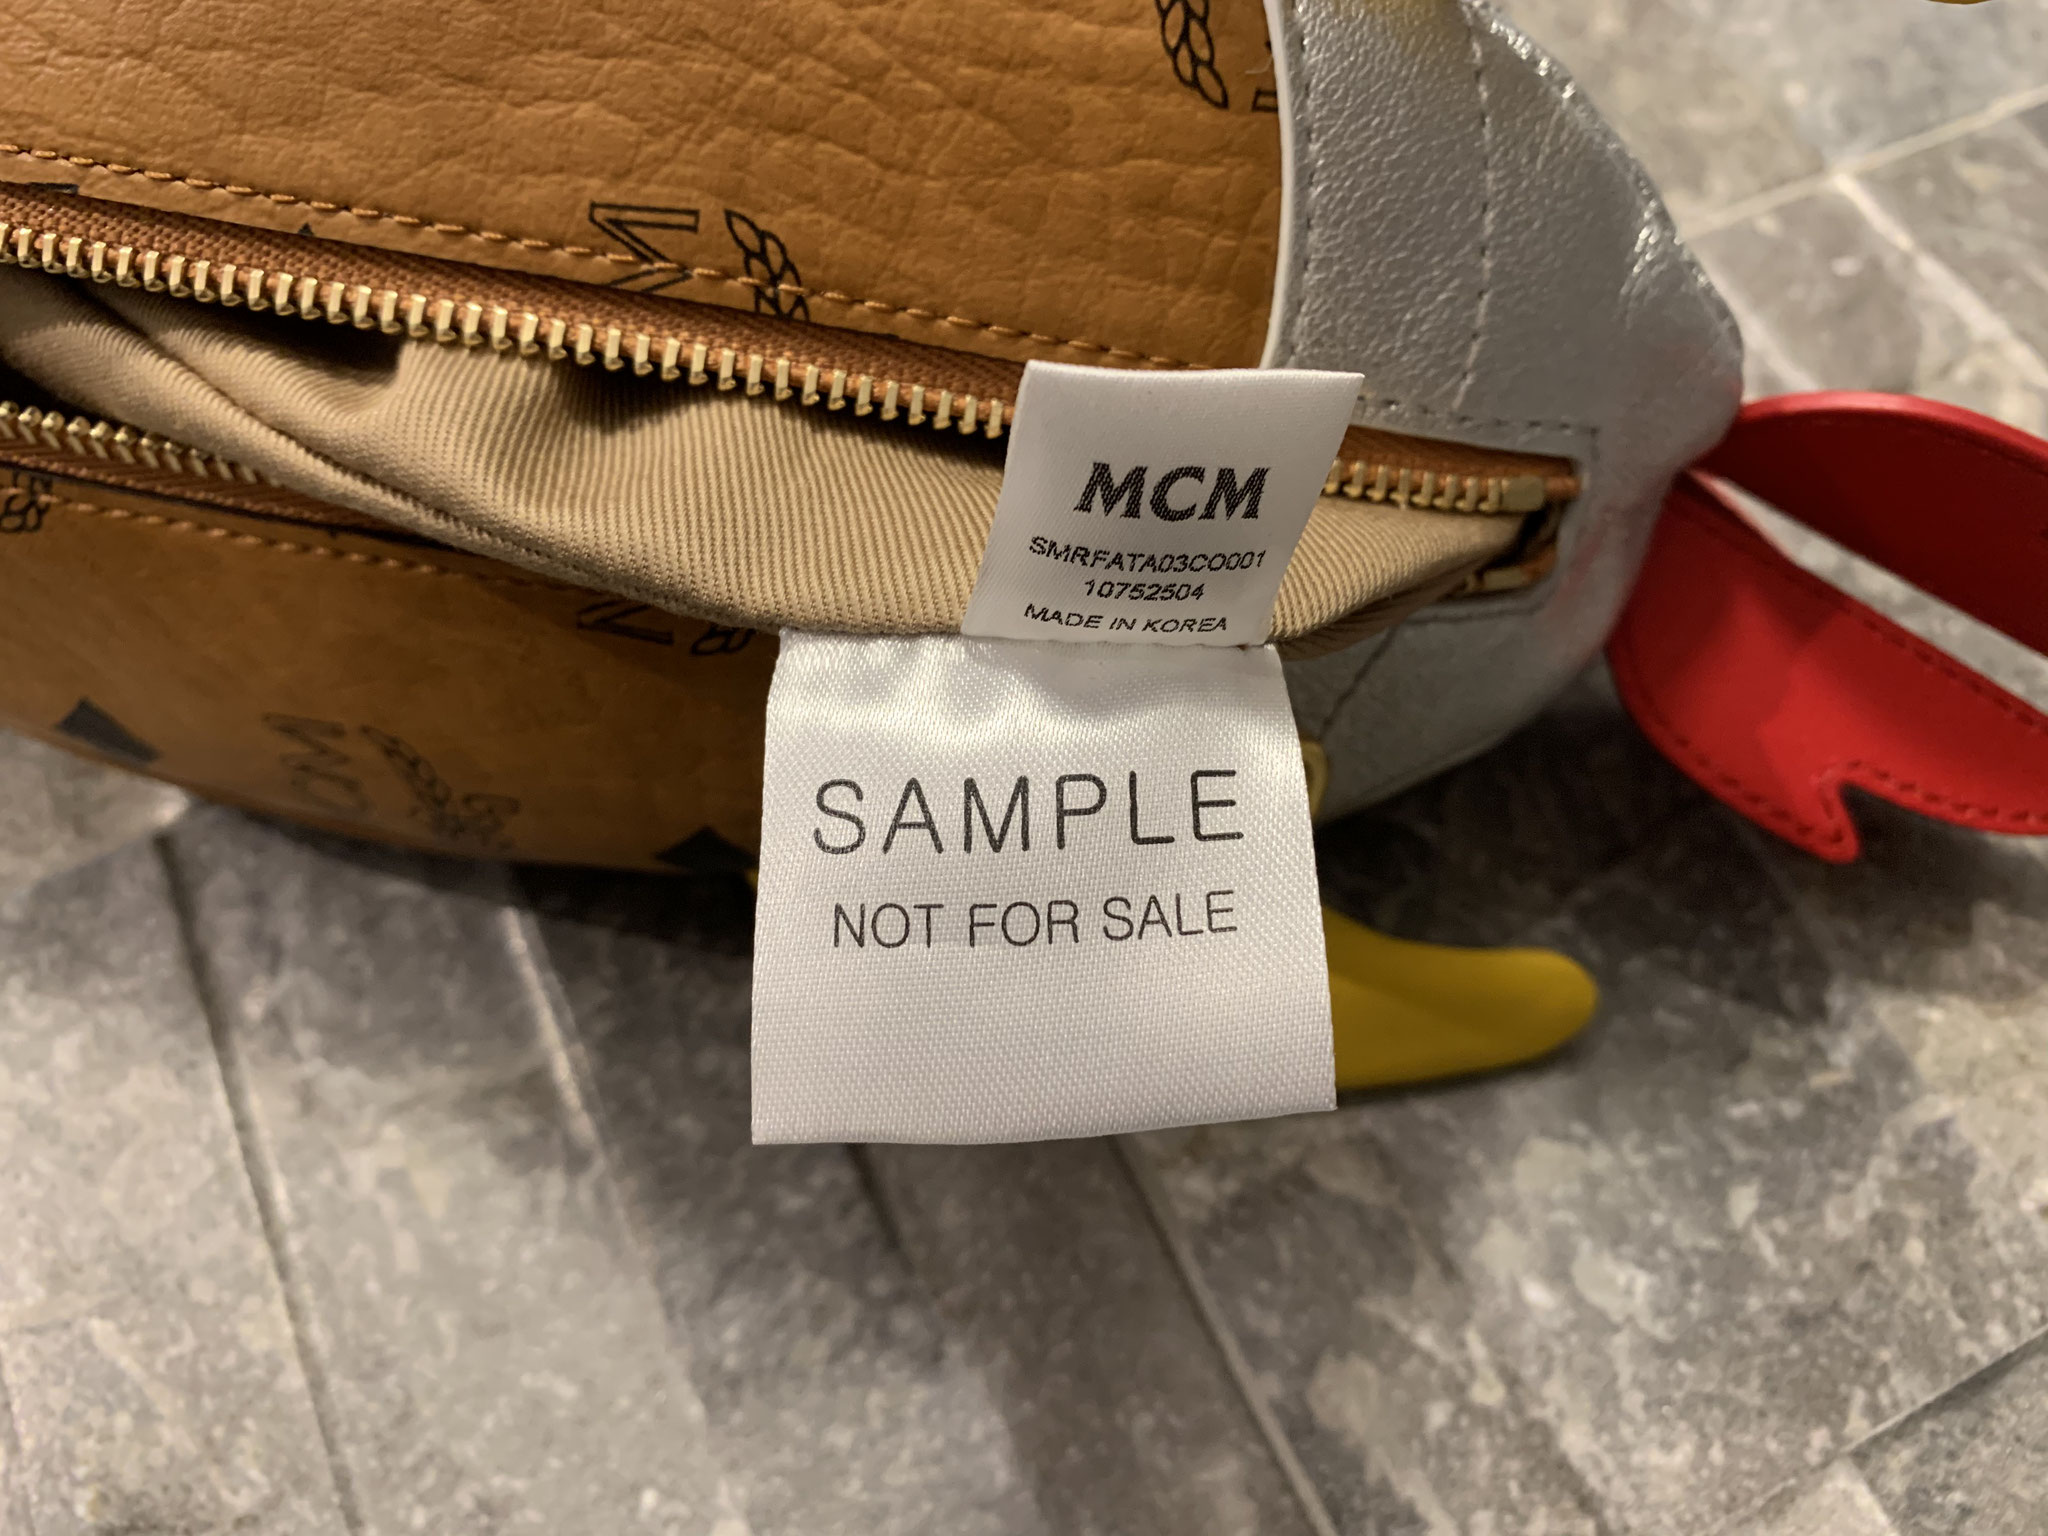 MCM
SMRFATA03CO001
10752504
MADE IN KOREA
SAMPLE
NOT FOR SALE